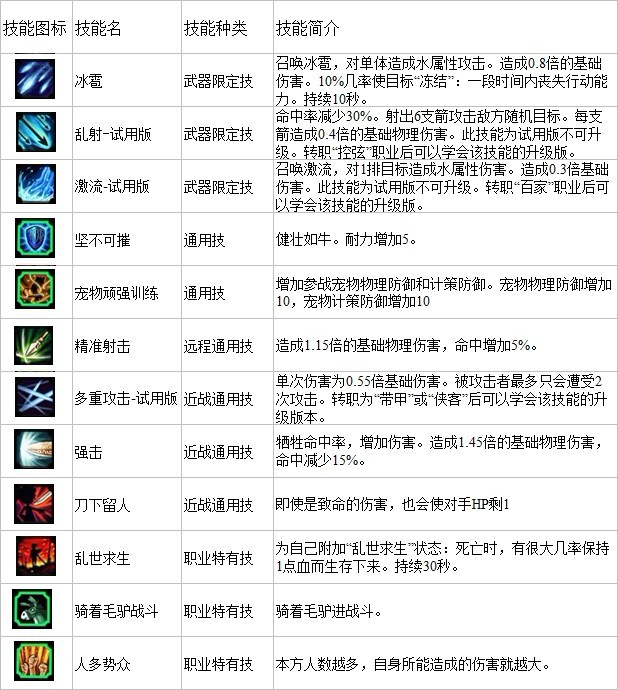 技能图标 技能名 技能种类 技能简介
冰雹 武器限定技 召唤冰雹，对单体造成水属性攻击。造成0.8倍的基础
伤害。10%几率使目标“冻结”：一段时间内丧失行动能
力。持续10秒。
乱射-试用版 武器限定技 命中率减少30%。射出6支箭攻击敌方随机目标。每支
箭造成0.4倍的基础物理伤害。此技能为试用版不可升
级。转职“控弦”职业后可以学会该技能的升级版。
激流-试用版 武器限定技 召唤激流，对1排目标造成水属性伤害。造成0.3倍基础
伤害。此技能为试用版不可升级。转职“百家”职业后可
以学会该技能的升级版。
坚不可摧 通用技 健壮如牛。耐力增加5。
宠物顽强训练 通用技 增加参战宠物物理防御和计策防御。宠物物理防御增加
10，宠物计策防御增加10
精准射击 远程通用技 造成1.15倍的基础物理伤害，命中增加5%。
多重攻击-试用版 近战通用技 单次伤害为0.55倍基础伤害。被攻击者最多只会遭受2
次攻击。转职为“带甲”或“侠客”后可以学会该技能的升
级版本。
强击 近战通用技 牺牲命中率，增加伤害。造成1.45倍的基础物理伤害，
命中减少15%。
刀下留人 近战通用技 即使是致命的伤害，也会使对手HP剩1
乱世求生 职业特有技 为自己附加“乱世求生”状态：死亡时，有很大几率保持
1点血而生存下来。持续30秒。
骑着毛驴战斗 职业特有技 骑着毛驴进战斗。
人多势众 职业特有技 本方人数越多，自身所能造成的伤害就越大。